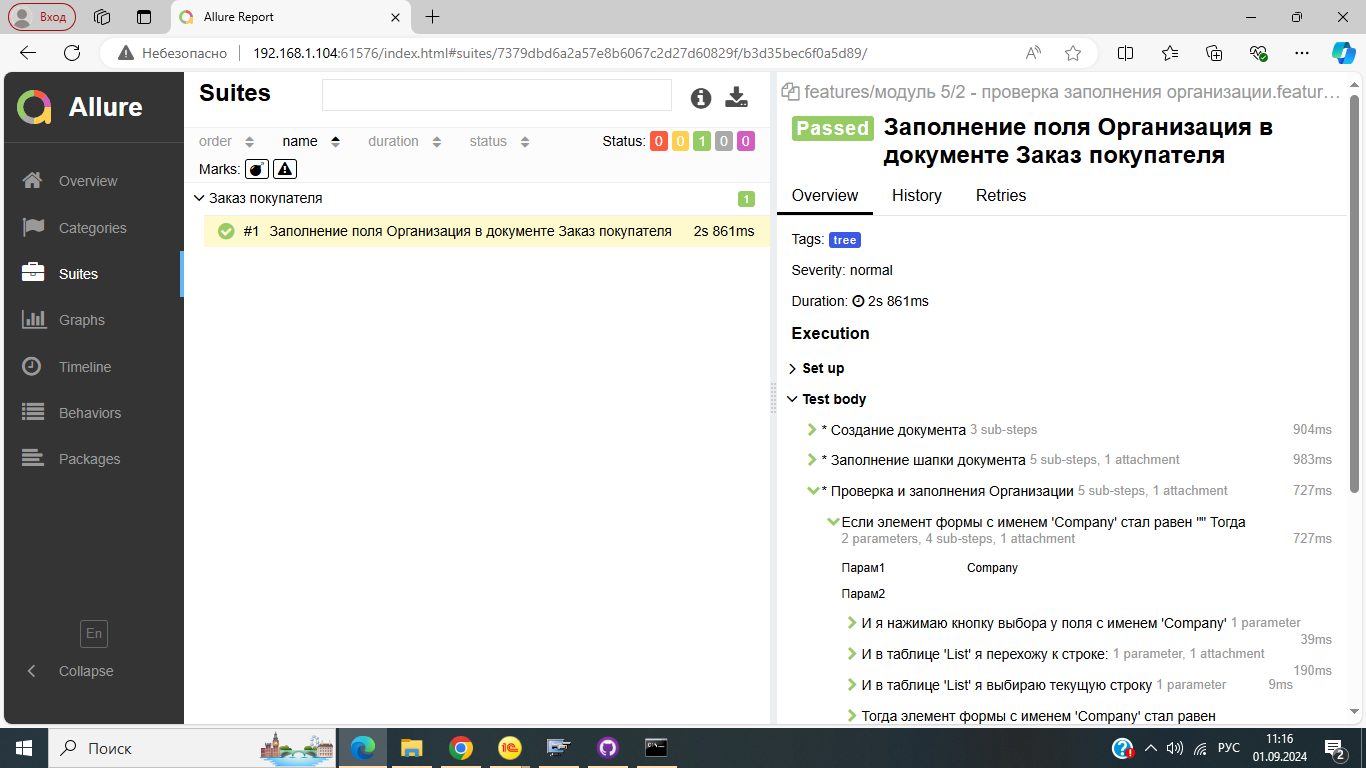 Вход
Allure Report
Небезопасно
192.168.1.104:61576/index.html#suites/7379dbd6a2a57e8b6067c2d27d60829f/b3d35bec6f0a5d89/
Allure
Overview
Categories
Suites
Graphs
Timeline
Behaviors
Packages
En
Collapse
Suites
order name duration status Status: 0 0 1 0 0
Marks:
Заказ покупателя 1
#1 Заполнение поля Организация в документе Заказ покупателя 2s 861ms
features/модуль 5/2 - проверка заполнения организации.featur…
Passed Заполнение поля Организация в
документе Заказ покупателя
Overview History Retries
Tags: tree
Severity: normal
Duration: 2s 861ms
Execution
Set up
Test body
* Создание документа 3 sub-steps 904ms
* Заполнение шапки документа 5 sub-steps, 1 attachment 983ms
* Проверка и заполнения Организации 5 sub-steps, 1 attachment 727ms
Если элемент формы с именем 'Company' стал равен "" Тогда
2 parameters, 4 sub-steps, 1 attachment 727ms
Парам1 Company
Парам2
И я нажимаю кнопку выбора у поля с именем 'Company' 1 parameter
39ms
И в таблице 'List' я перехожу к строке: 1 parameter, 1 attachment
190ms
И в таблице 'List' я выбираю текущую строку 1 parameter 9ms
Тогда элемент формы с именем 'Company' стал равен
Поиск
РУС
11:16
01.09.2024
2